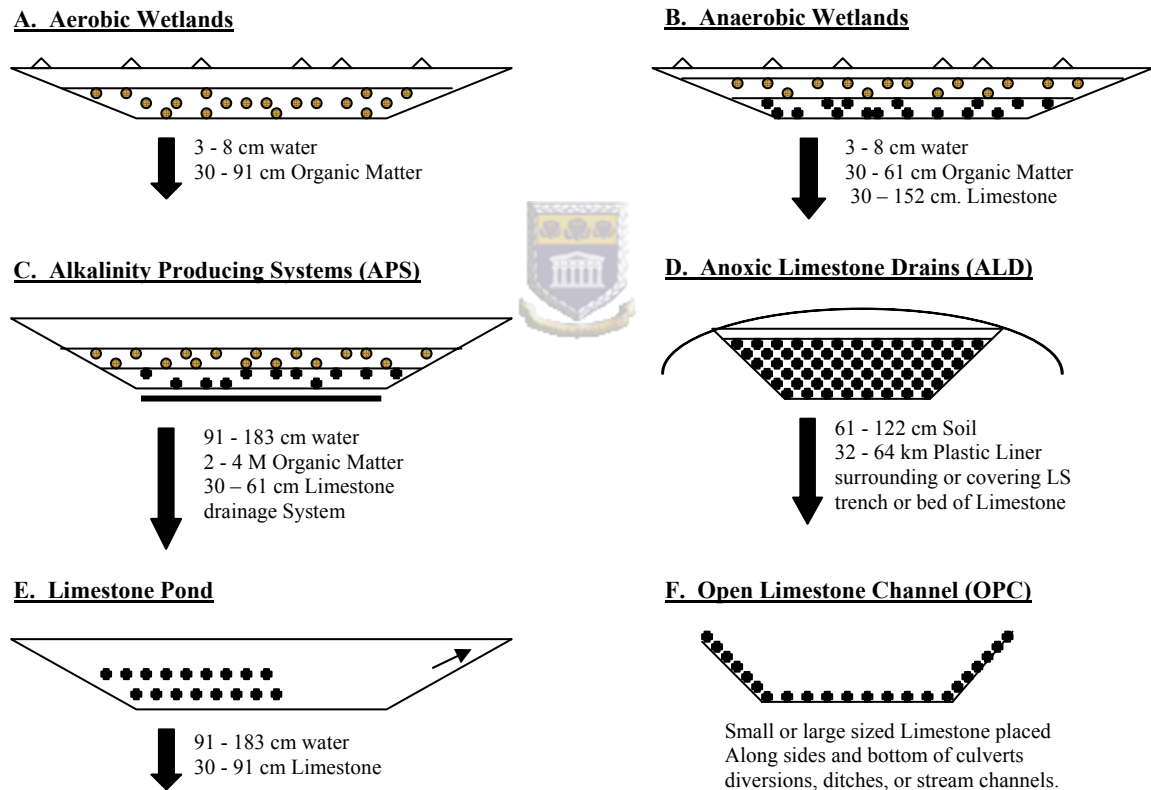 A. Aerobic Wetlands
3 - 8 cm water
30 - 91 cm Organic Matter
B. Anaerobic Wetlands
3 - 8 cm water
30 - 61 cm Organic Matter
30 – 152 cm. Limestone
C. Alkalinity Producing Systems (APS)
91 - 183 cm water
2 - 4 M Organic Matter
30 – 61 cm Limestone
drainage System
D. Anoxic Limestone Drains (ALD)
61 - 122 cm Soil
32 - 64 km Plastic Liner
surrounding or covering LS
trench or bed of Limestone
E. Limestone Pond
91 - 183 cm water
30 - 91 cm Limestone
F. Open Limestone Channel (OPC)
Small or large sized Limestone placed
Along sides and bottom of culverts
diversions, ditches, or stream channels.